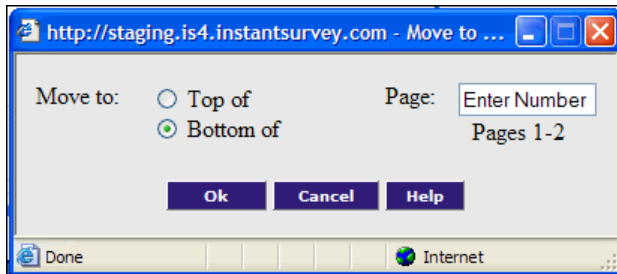 http://staging.is4.instantsurvey.com - Move to ...
Move to: Top of Page: Enter Number
Bottom of Pages 1-2
Ok Cancel Help
Done Internet